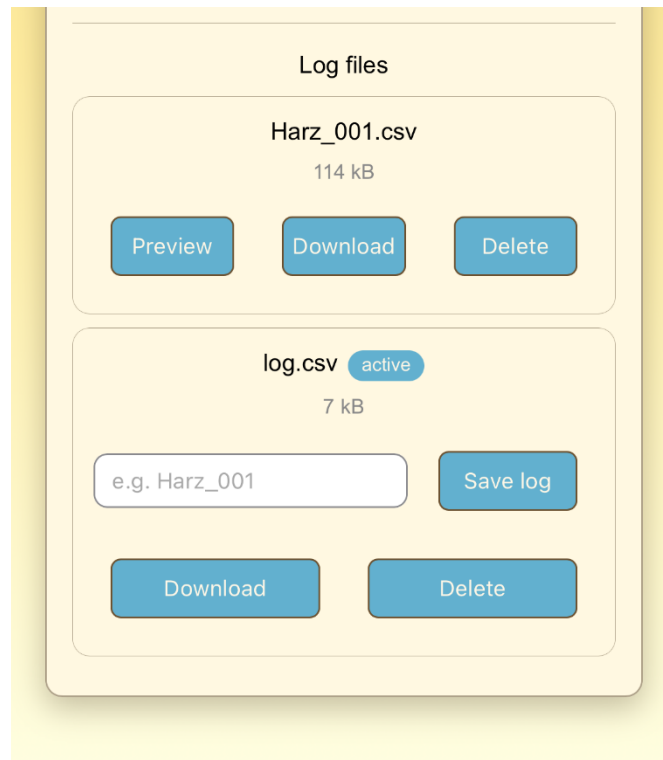 Log files
Harz_001.csv
114 kB
Preview Download Delete
log.csv active
7 kB
e.g. Harz_001 Save log
Download Delete